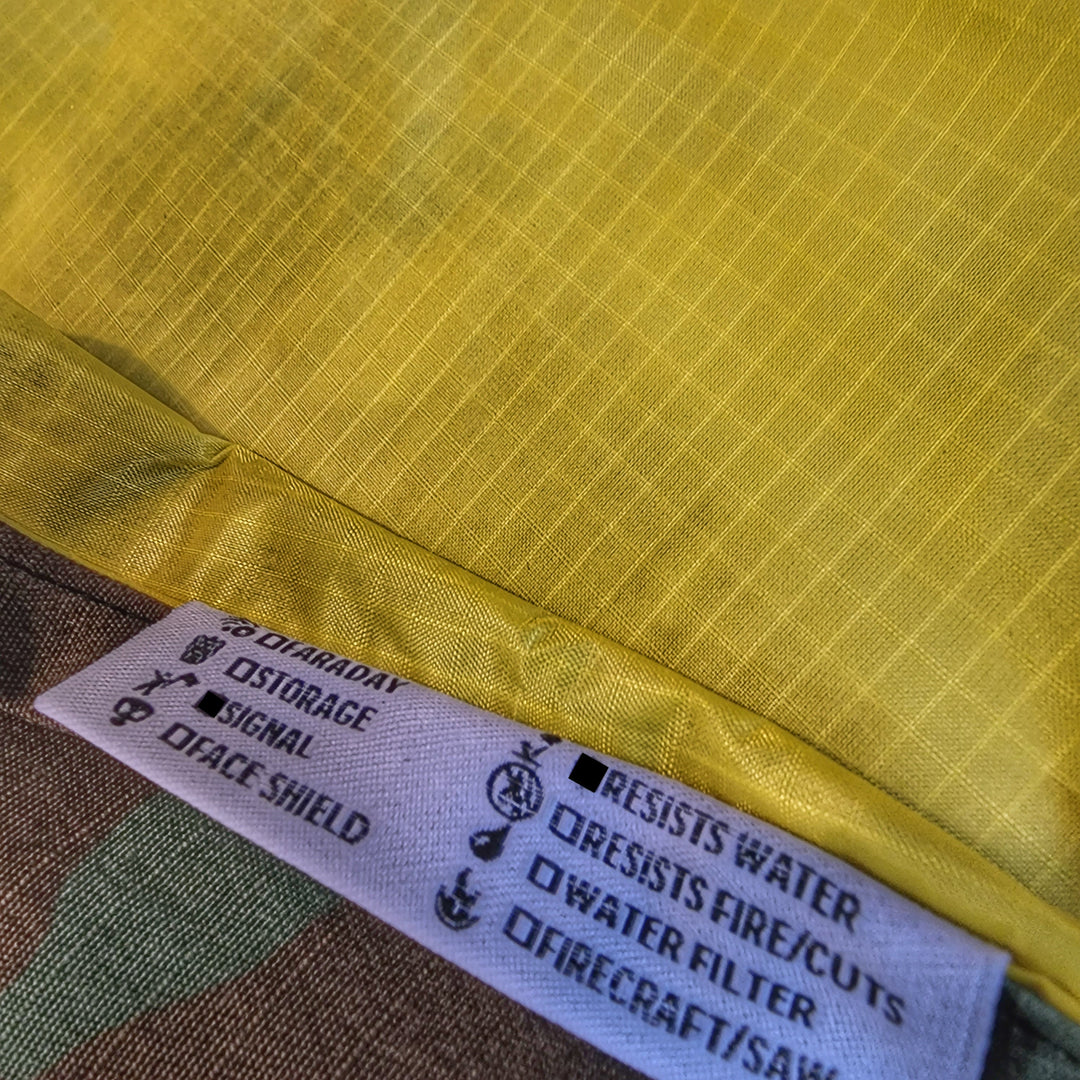 ☐FARADAY
☐STORAGE
■SIGNAL
☐FACE SHIELD
■RESISTS WATER
☐RESISTS FIRE/CUTS
☐WATER FILTER
☐FIRECRAFT/SAW